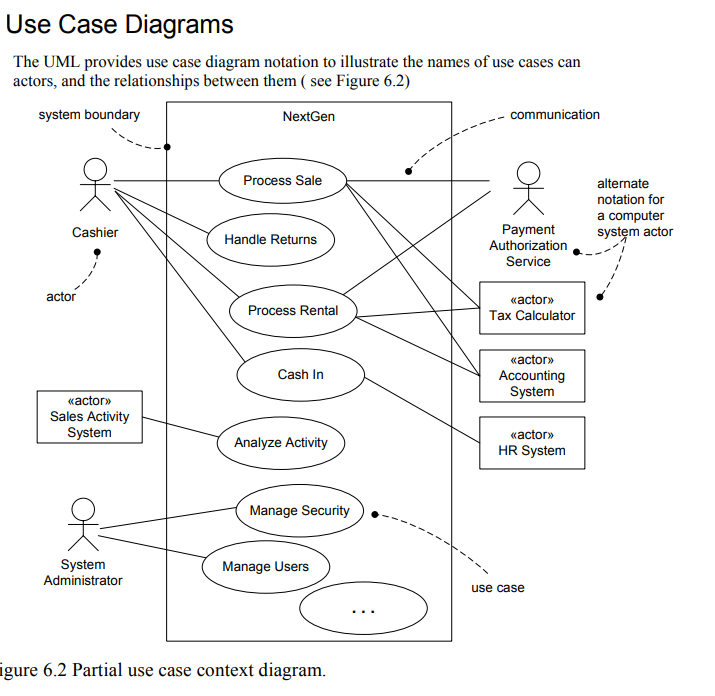 Use Case Diagrams
The UML provides use case diagram notation to illustrate the names of use cases can
actors, and the relationships between them ( see Figure 6.2)
system boundary
NextGen
communication
Process Sale
alternate
notation for
a computer
system actor
Cashier
Payment
Authorization
Service
Handle Returns
actor
Process Rental
«actor»
Tax Calculator
Cash In
«actor»
Accounting
System
«actor»
Sales Activity
System
Analyze Activity
«actor»
HR System
Manage Security
System
Administrator
Manage Users
use case
. . .
igure 6.2 Partial use case context diagram.